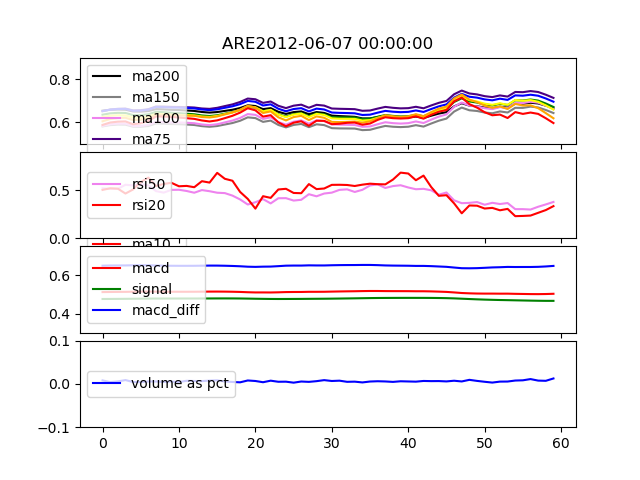 ARE2012-06-07 00:00:00
0.8
0.6
ma200
ma150
ma100
ma75
0.5
0.0
rsi50
rsi20
ma10
0.6
0.4
macd
signal
macd_diff
0.1
0.0
−0.1
volume as pct
0 10 20 30 40 50 60